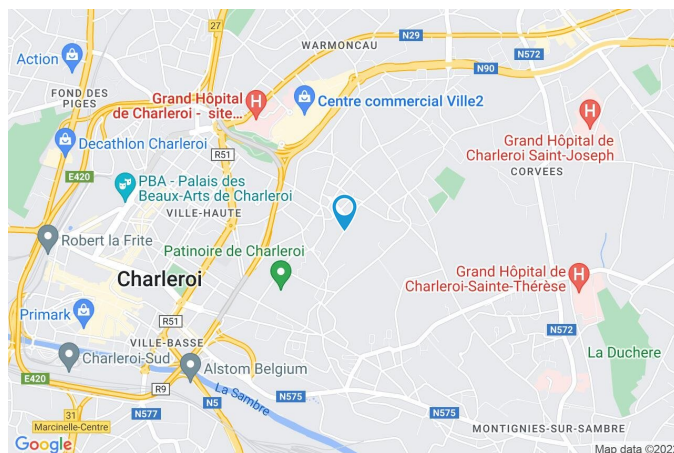 27
N29
N572
Action
WARMONCAU
N90
FOND DES
PIGES
Grand Hôpital
de Charleroi - site...
H
Centre commercial Ville2
H
Grand Hôpital de
Charleroi Saint-Joseph
CORVEES
Decathlon Charleroi
R51
E420
PBA - Palais des
Beaux-Arts de Charleroi
VILLE-HAUTE
Robert la Frite
Patinoire de Charleroi
Charleroi
Grand Hôpital de
Charleroi-Sainte-Thérèse
H
Primark
R51
N572
VILLE-BASSE
La Duchere
Charleroi-Sud
Alstom Belgium
E420
R9
La Sambre
N575
31
Marcinelle-Centre
N577
N5
N575
MONTIGNIES-SUR-SAMBRE
Google
Map data ©202